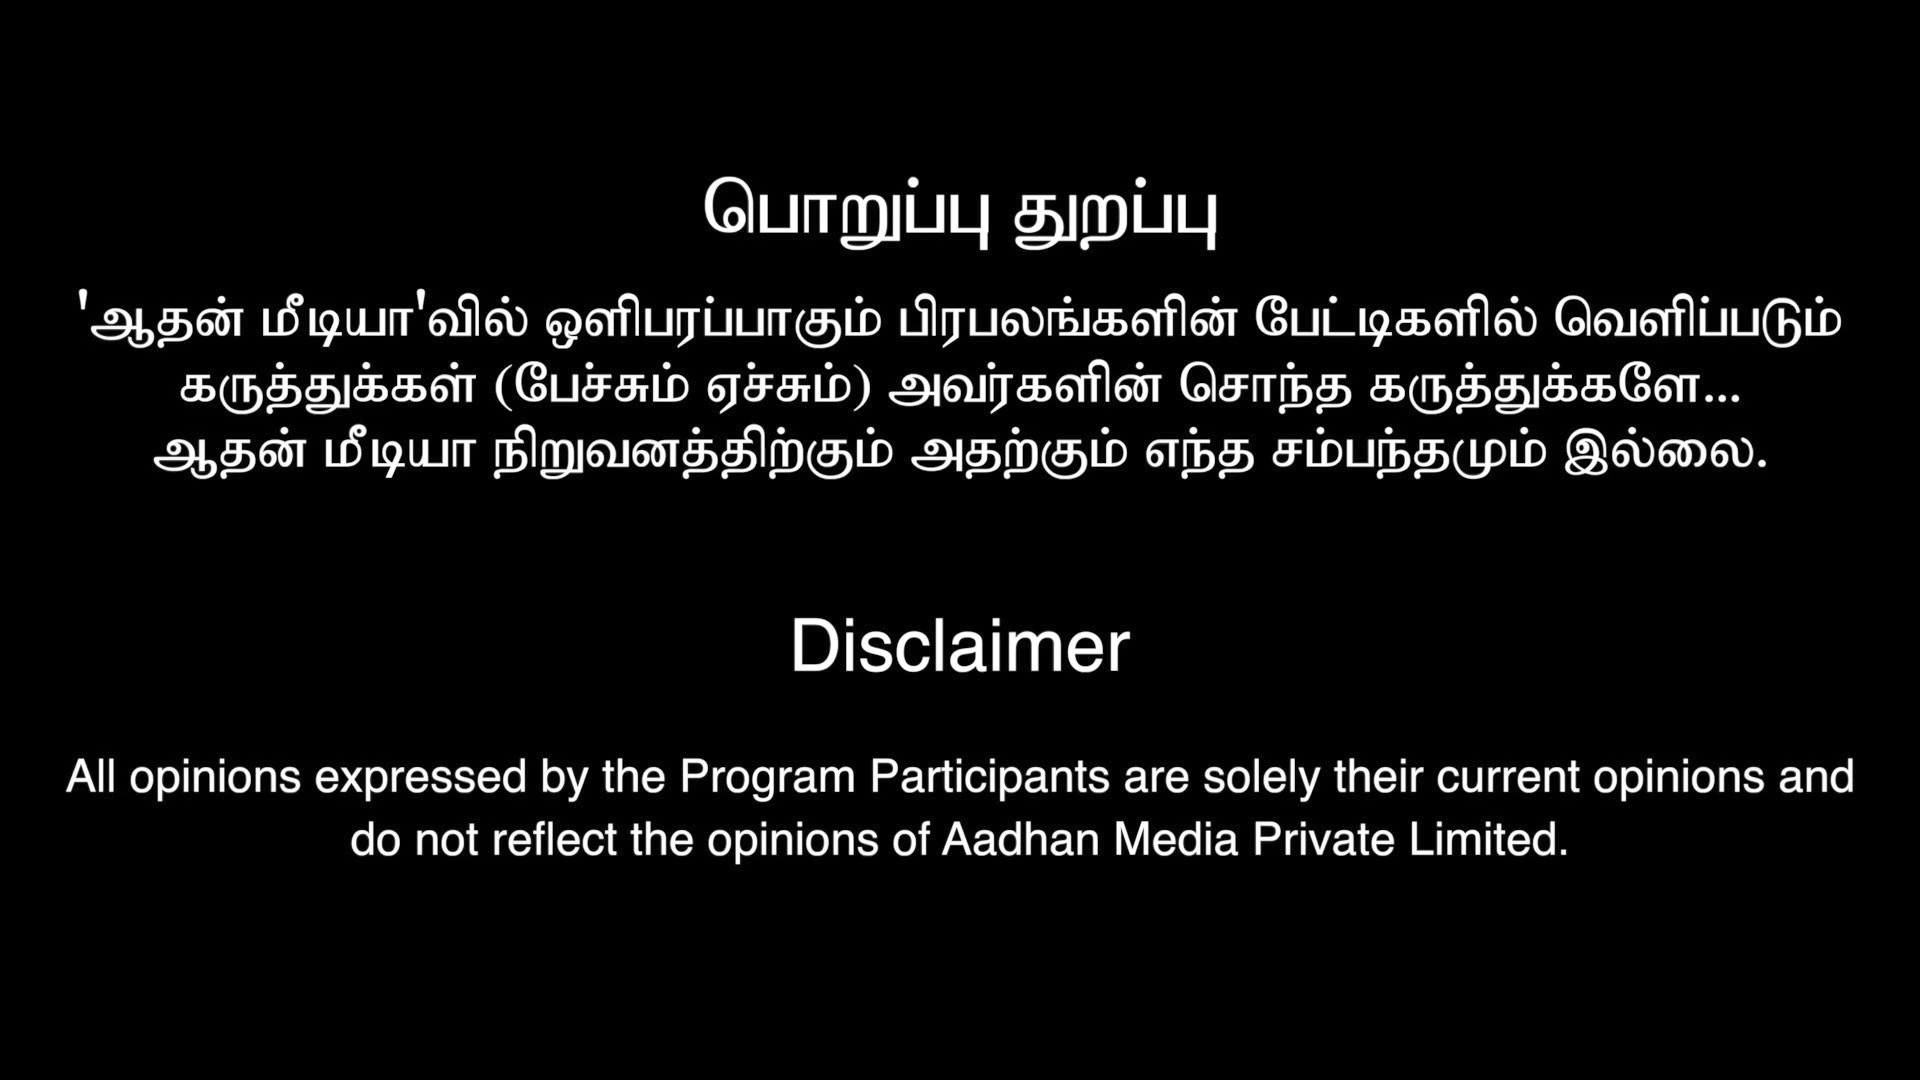 பொறுப்பு துறப்பு
'ஆதன் மீடியா'வில் ஒளிபரப்பாகும் பிரபலங்களின் பேட்டிகளில் வெளிப்படும்
கருத்துக்கள் (பேச்சும் ஏச்சும்) அவர்களின் சொந்த கருத்துக்களே...
ஆதன் மீடியா நிறுவனத்திற்கும் அதற்கும் எந்த சம்பந்தமும் இல்லை.
Disclaimer
All opinions expressed by the Program Participants are solely their current opinions and
do not reflect the opinions of Aadhan Media Private Limited.